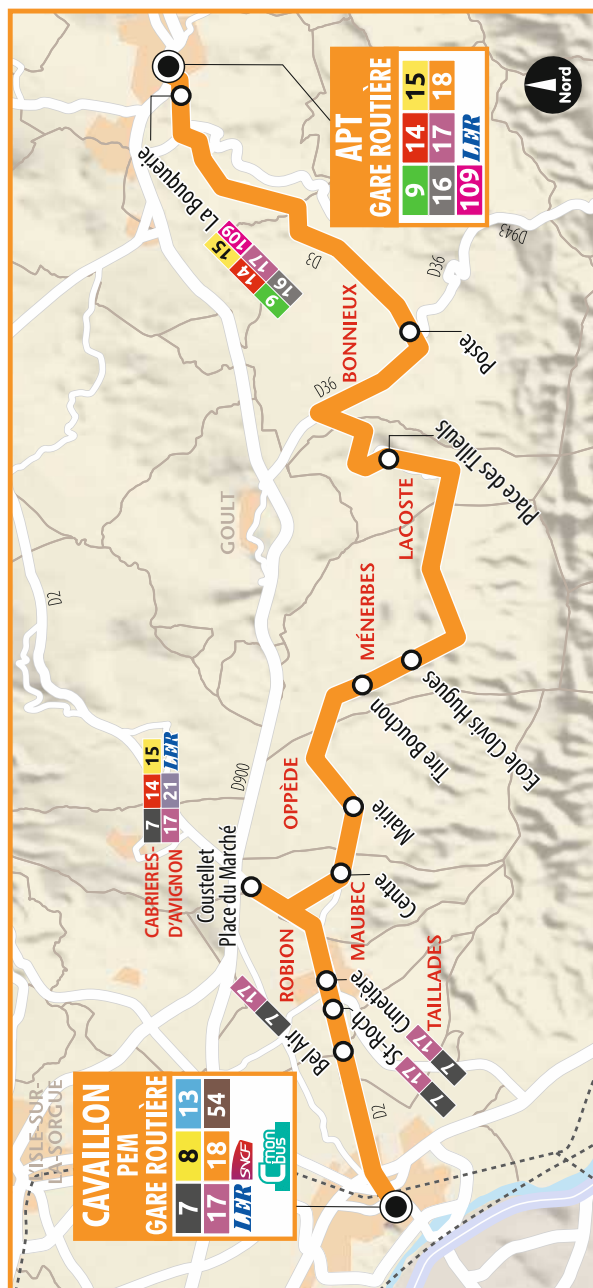 CAVAILLON
PEM
GARE ROUTIÈRE
7 8 13
17 18 54
LER SNCF
C mon bus
L'ISLE-SUR-
LA-SORGUE
D2
Bel Air
17 7
St-Roch
17 7
Cimetière
17 7
ROBION
TAILLADES
Coustellet
Place du Marché
CABRIERES-
D'AVIGNON
7 14 15
17 21 LER
D2
D900
MAUBEC
Centre
OPPÈDE
Mairie
MÉNERBES
Tire Bouchon
Ecole Clovis Hugues
GOULT
LACOSTE
Place des Tilleuls
D36
BONNIEUX
Poste
D36
D943
D3
La Bouquerie
15 109
14 17
9 16
APT
GARE ROUTIÈRE
9 14 15
16 17 18
109 LER
Nord